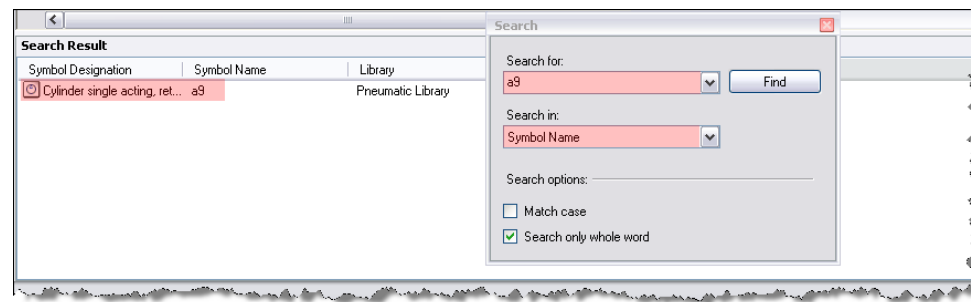 Search Result
Symbol Designation Symbol Name Library
Cylinder single acting, ret... a9 Pneumatic Library
Search
Search for:
a9
Find
Search in:
Symbol Name
Search options:
Match case
Search only whole word